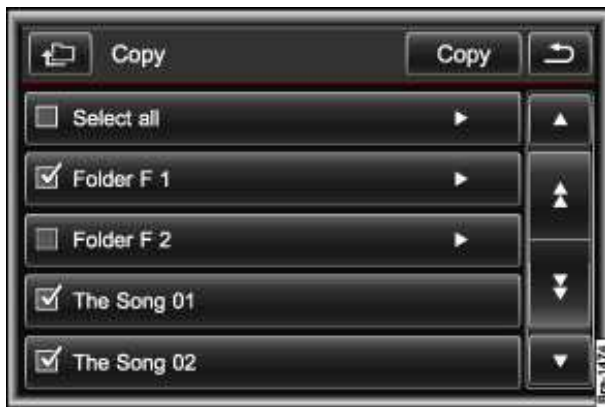 Copy Copy
Select all
Folder F 1
Folder F 2
The Song 01
The Song 02